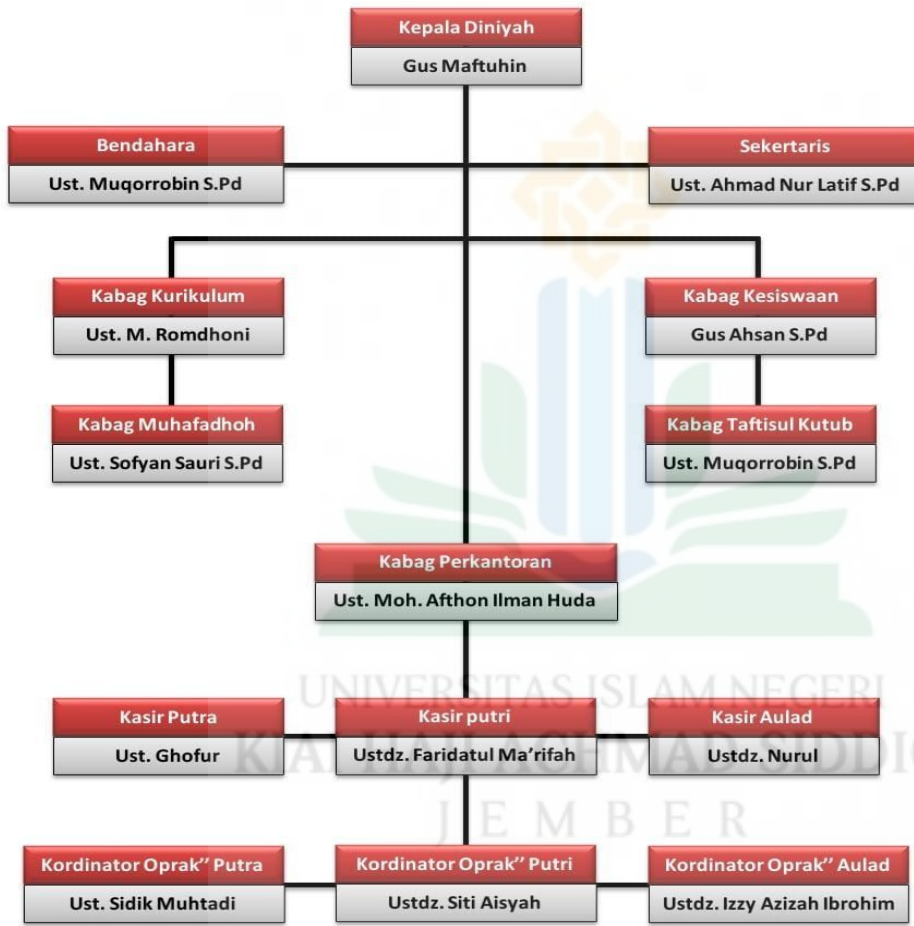 Kepala Diniyah
Gus Maftuhin
Bendahara
Ust. Muqorrobin S.Pd
Sekertaris
Ust. Ahmad Nur Latif S.Pd
Kabag Kurikulum
Ust. M. Romdhoni
Kabag Kesiswaan
Gus Ahsan S.Pd
Kabag Muhafadhoh
Ust. Sofyan Sauri S.Pd
Kabag Taftisul Kutub
Ust. Muqorrobin S.Pd
Kabag Perkantoran
Ust. Moh. Afthon Ilman Huda
UNIVERSITAS ISLAM NEGERI
Kasir Putra
Ust. Ghofur
Kasir putri
Ustdz. Faridatul Ma’rifah
Kasir Aulad
Ustdz. Nurul
HAJI ACHMAD SIDDI
JEMBER
Kordinator Oprak” Putra
Ust. Sidik Muhtadi
Kordinator Oprak” Putri
Ustdz. Siti Aisyah
Kordinator Oprak” Aulad
Ustdz. Izzy Azizah Ibrohim